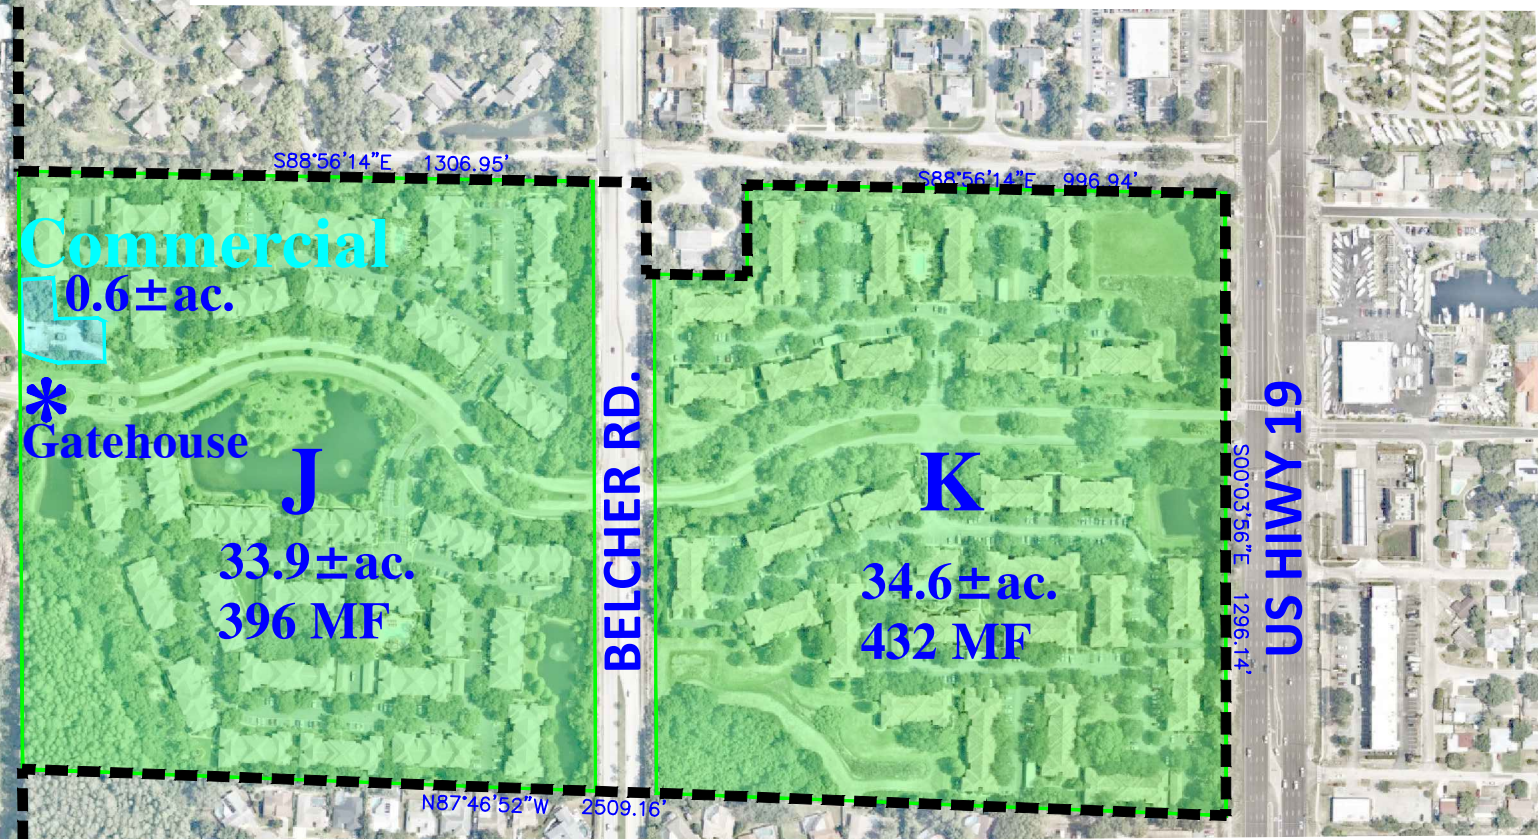 S88°56'14"E 1306.95'
S88°56'14"E 996.94'
Commercial
0.6±ac.
*
Gatehouse
J
33.9±ac.
396 MF
BELCHER RD.
K
34.6±ac.
432 MF
US HIWY 19
S00°03'56"E 1296.14'
N87°46'52"W 2509.16'